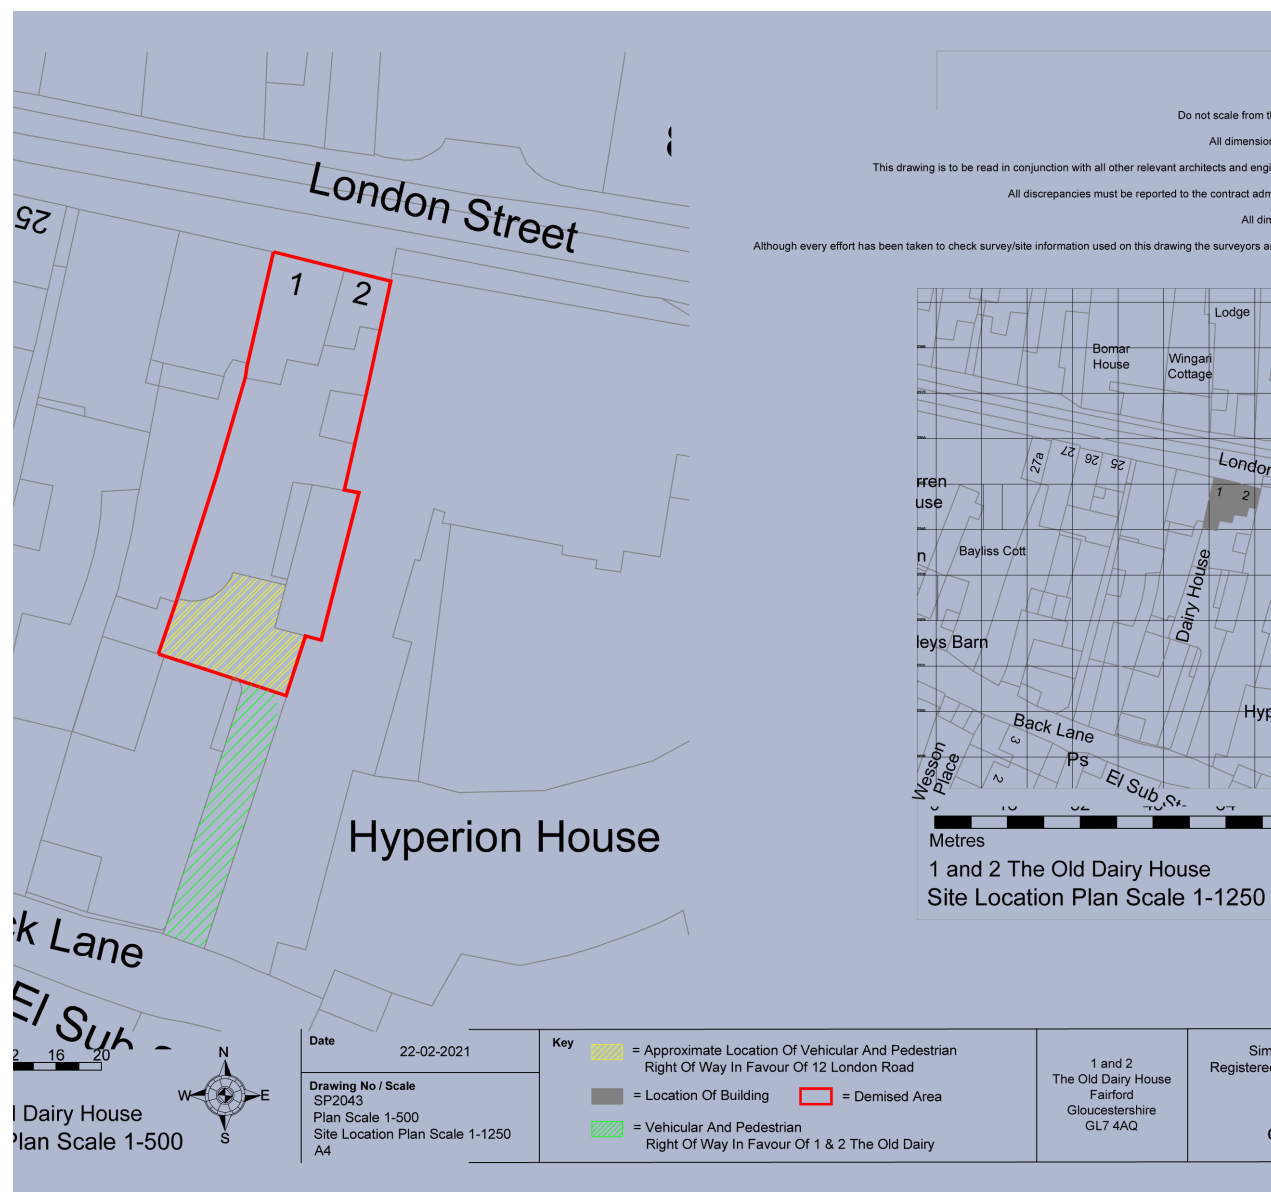 London Street
25
1
2
Hyperion House
ck Lane
El Sub
2 16 20
l Dairy House
Plan Scale 1-500
N
W
E
S
Do not scale from t
All dimension
This drawing is to be read in conjunction with all other relevant architects and engi
All discrepancies must be reported to the contract adm
All din
Although every effort has been taken to check survey/site information used on this drawing the surveyors a
Lodge
Bomar
House
Wingari
Cottage
27a
27
26
25
London
1 2
rren
use
n
Bayliss Cott
Dairy House
leys Barn
Hyp
Back Lane
3
Ps
2
El Sub St
Wesson
Place
Metres
1 and 2 The Old Dairy House
Site Location Plan Scale 1-1250
Date
22-02-2021
Drawing No / Scale
SP2043
Plan Scale 1-500
Site Location Plan Scale 1-1250
A4
Key
= Approximate Location Of Vehicular And Pedestrian
Right Of Way In Favour Of 12 London Road
= Location Of Building
= Demised Area
= Vehicular And Pedestrian
Right Of Way In Favour Of 1 & 2 The Old Dairy
1 and 2
The Old Dairy House
Fairford
Gloucestershire
GL7 4AQ
Sim
Registered